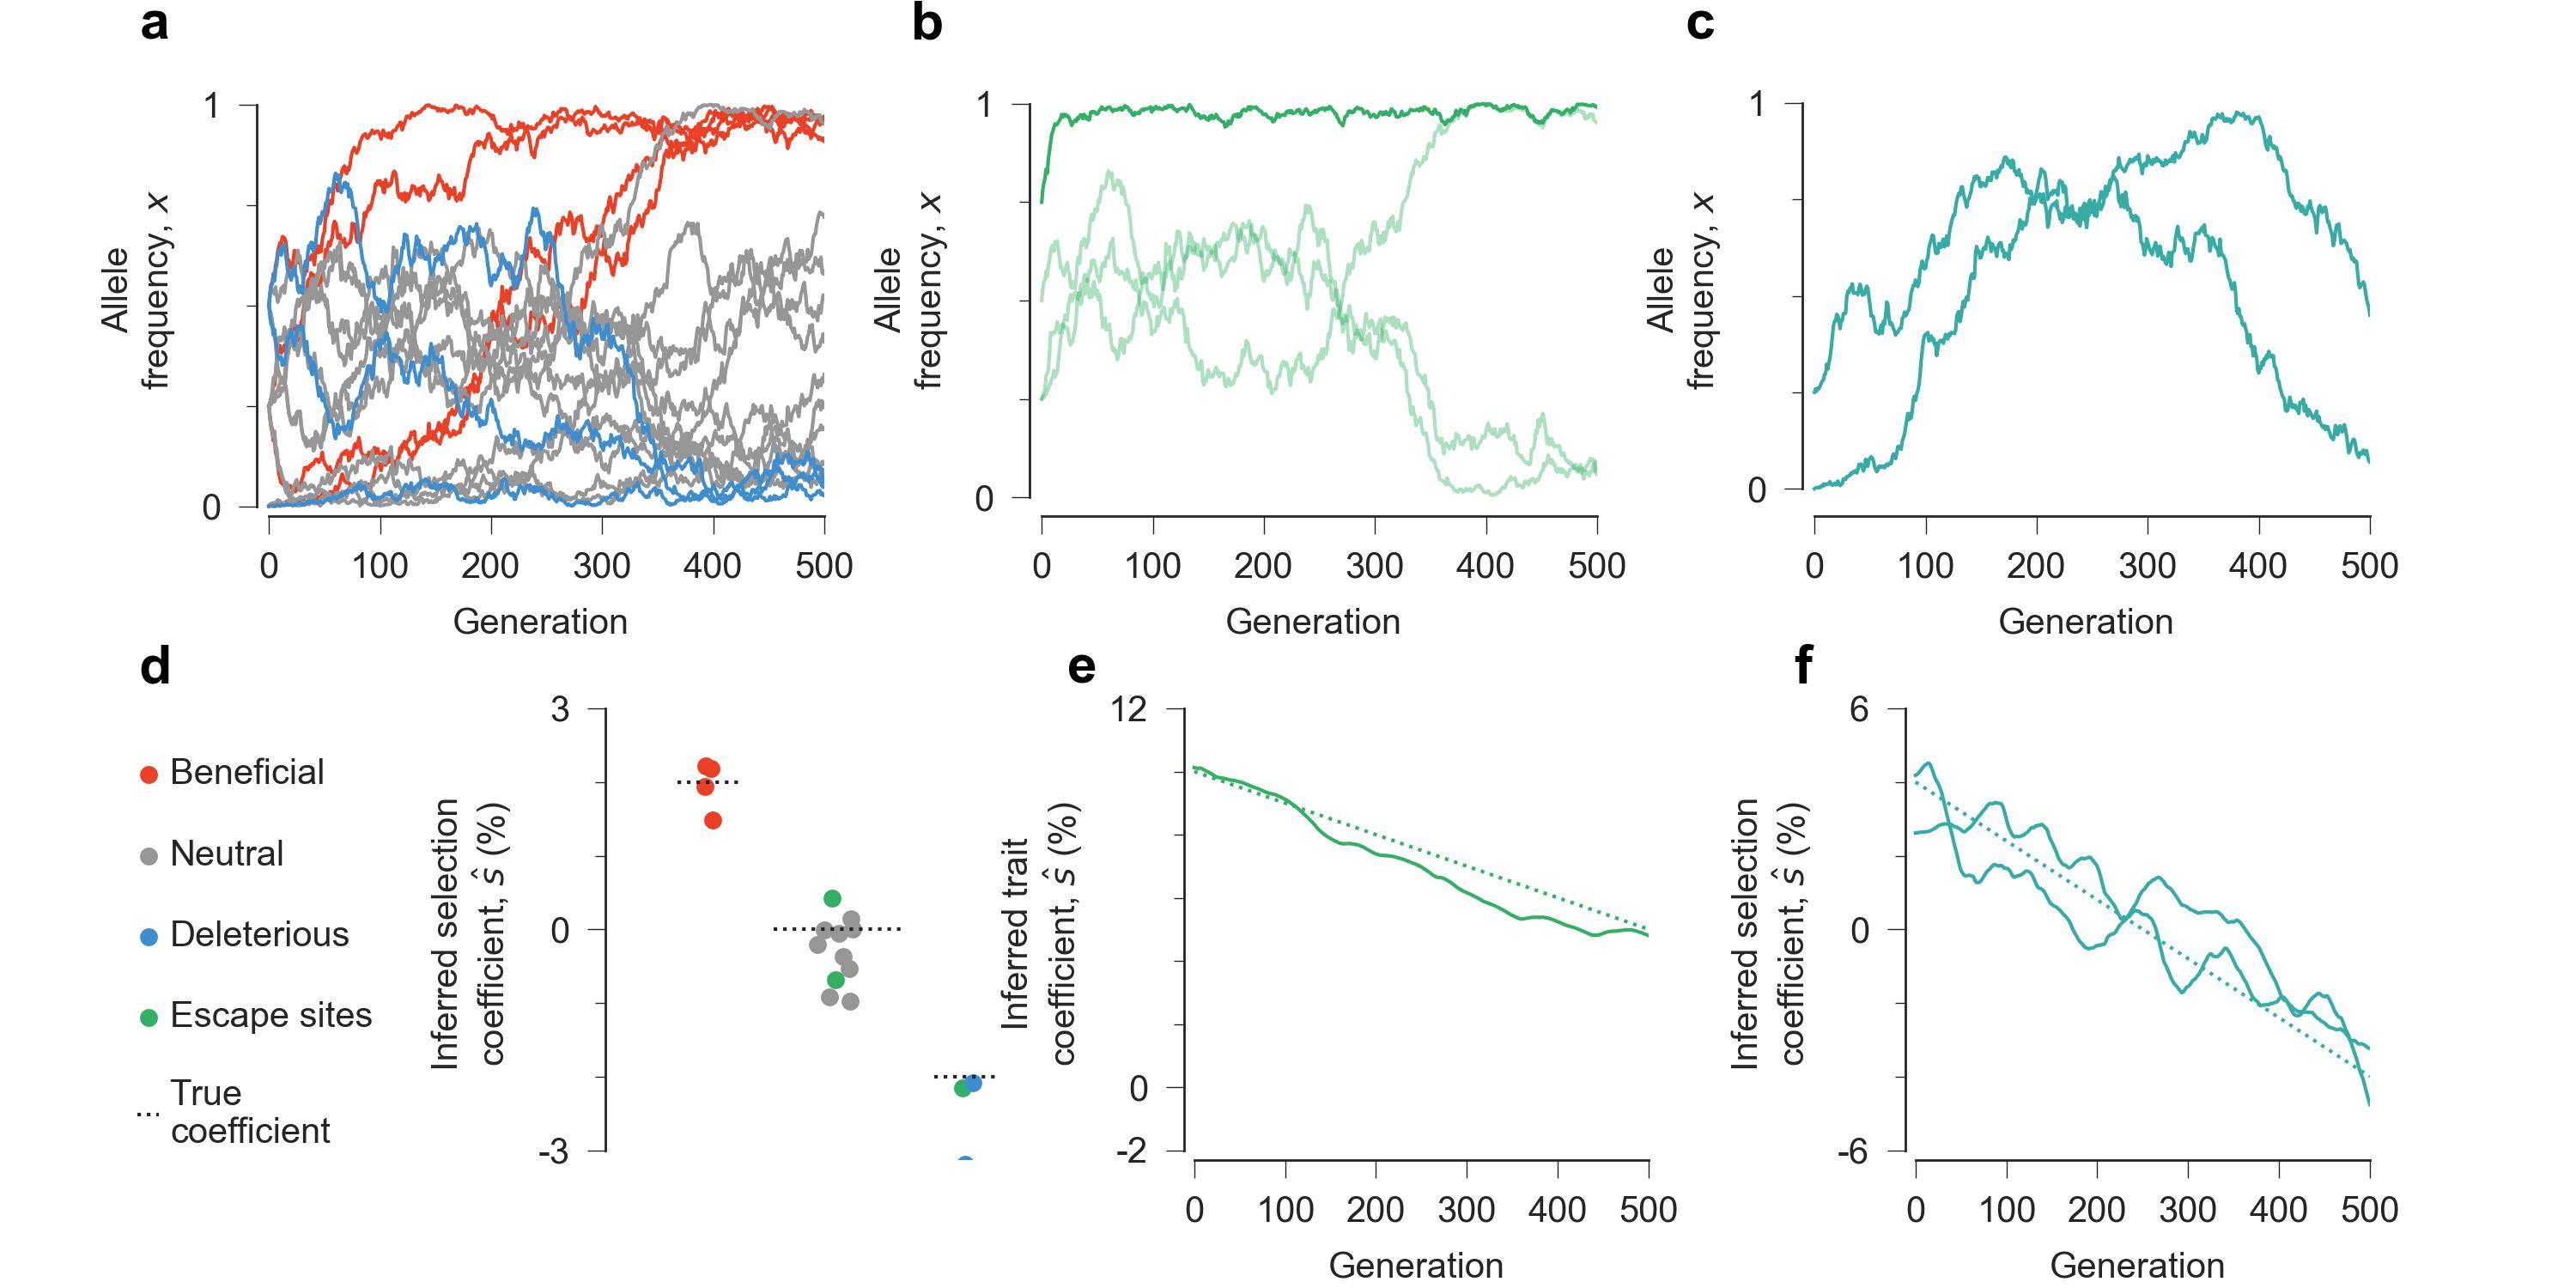 a
1
0
Allele
frequency, x
0 100 200 300 400 500
Generation
b
1
0
Allele
frequency, x
0 100 200 300 400 500
Generation
c
1
0
Allele
frequency, x
0 100 200 300 400 500
Generation
d
Beneficial
Neutral
Deleterious
Escape sites
True
coefficient
3
0
-3
Inferred selection
coefficient, ŝ (%)
e
12
0
-2
Inferred trait
coefficient, ŝ (%)
0 100 200 300 400 500
Generation
f
6
0
-6
Inferred selection
coefficient, ŝ (%)
0 100 200 300 400 500
Generation